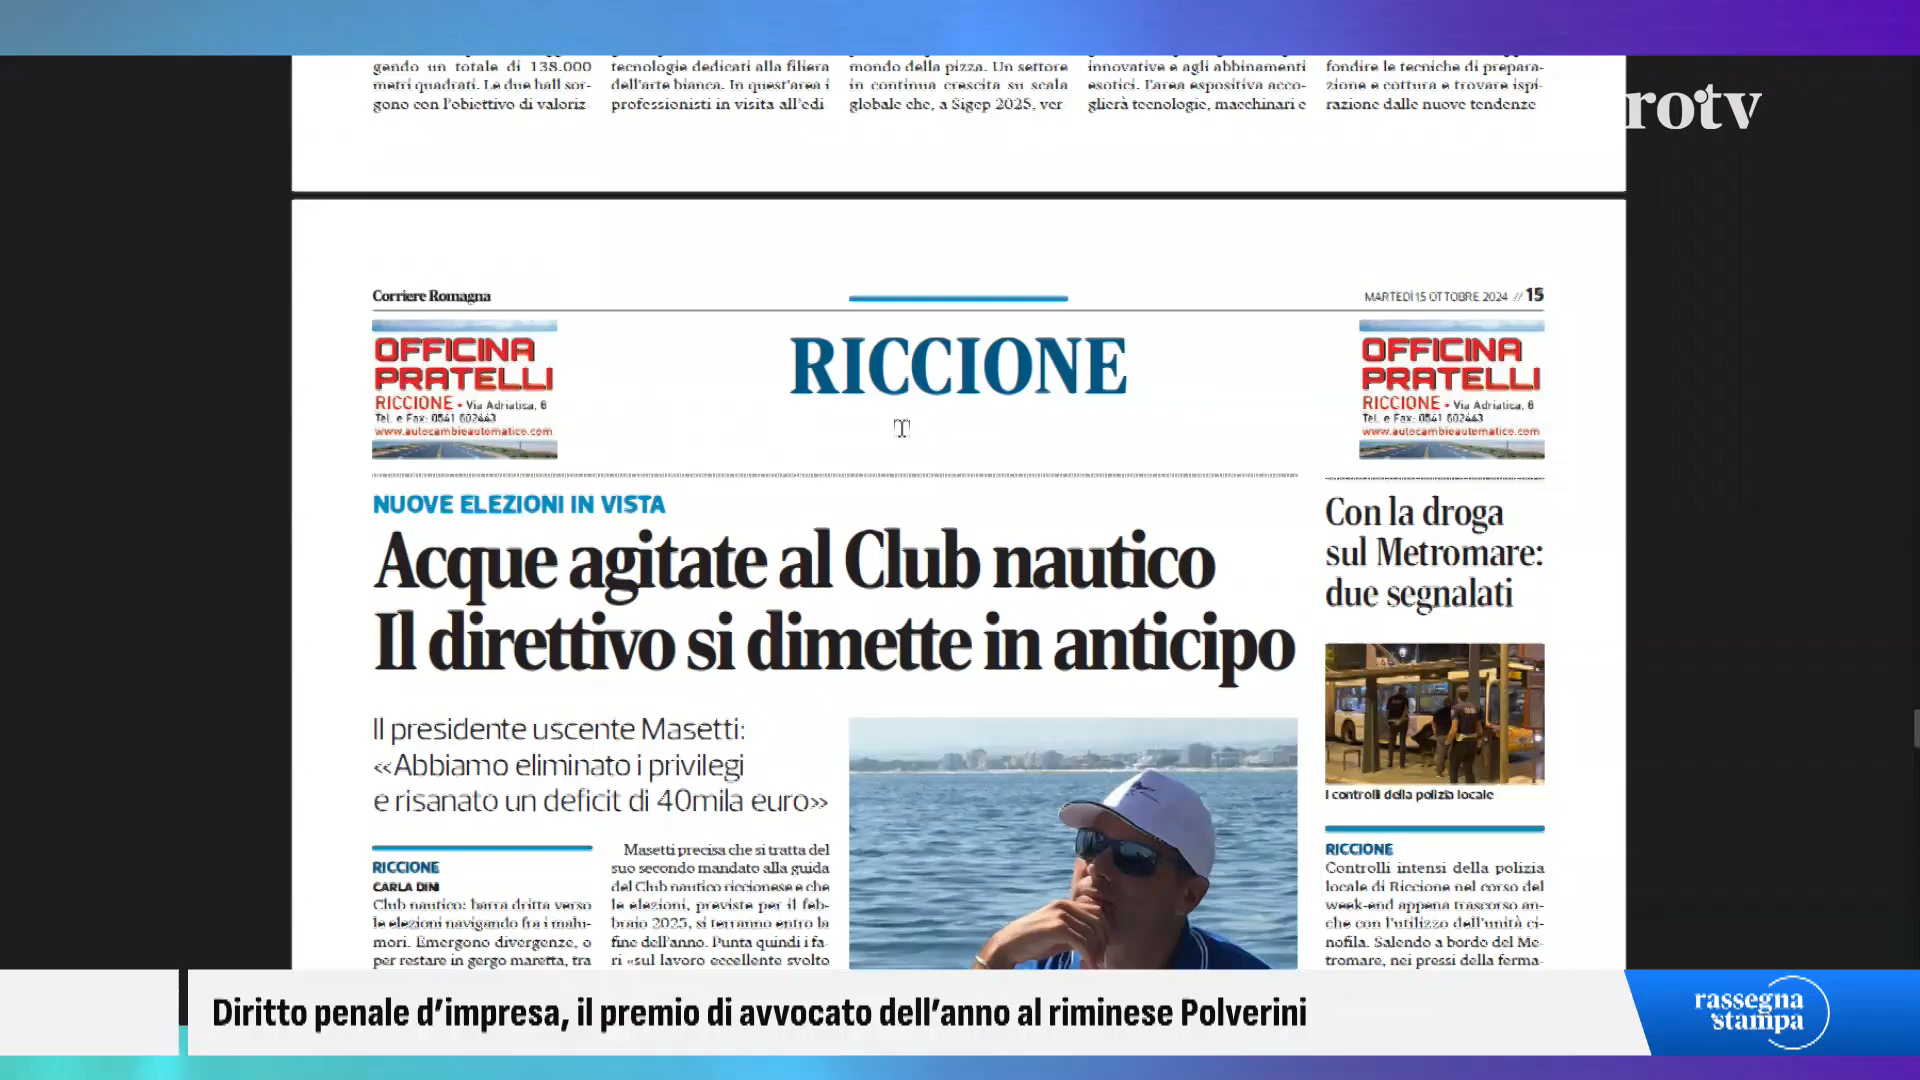 gendo un totale di 138.000
metri quadrati. Le due hall sor-
gono con l'obiettivo di valoriz
tecnologie dedicati alla filiera
dell'arte bianca. In quest'area i
professionisti in visita all'edi
mondo della pizza. Un settore
in continua crescita su scala
globale che, a Sigep 2025, ver
innovative e agli abbinamenti
esotici. L'area espositiva acco-
glierà tecnologie, macchinari e
fondire le tecniche di prepara-
zione e cottura e trovare ispi-
razione dalle nuove tendenze
rotv
Corriere Romagna
MARTEDÌ 15 OTTOBRE 2024 // 15
OFFICINA
PRATELLI
RICCIONE • Via Adriatica, 6
Tel. e Fax: 0541 602443
www.autocambioautomatico.com
RICCIONE
OFFICINA
PRATELLI
RICCIONE • Via Adriatica, 6
Tel. e Fax: 0541 602443
www.autocambioautomatico.com
NUOVE ELEZIONI IN VISTA
Acque agitate al Club nautico
Il direttivo si dimette in anticipo
Il presidente uscente Masetti:
«Abbiamo eliminato i privilegi
e risanato un deficit di 40mila euro»
RICCIONE
CARLA DINI
Club nautico: barra dritta verso
le elezioni navigando fra i malu-
mori. Emergono divergenze, o
per restare in gergo maretta, tra
Masetti precisa che si tratta del
suo secondo mandato alla guida
del Club nautico riccionese e che
le elezioni, previste per il feb-
braio 2025, si terranno entro la
fine dell'anno. Punta quindi i fa-
ri «sul lavoro eccellente svolto
Con la droga
sul Metromare:
due segnalati
I controlli della polizia locale
RICCIONE
Controlli intensi della polizia
locale di Riccione nel corso del
week-end appena trascorso an-
che con l'utilizzo dell'unità ci-
nofila. Salendo a bordo del Me-
tromare, nei pressi della ferma-
Diritto penale d'impresa, il premio di avvocato dell'anno al riminese Polverini
rassegna
stampa